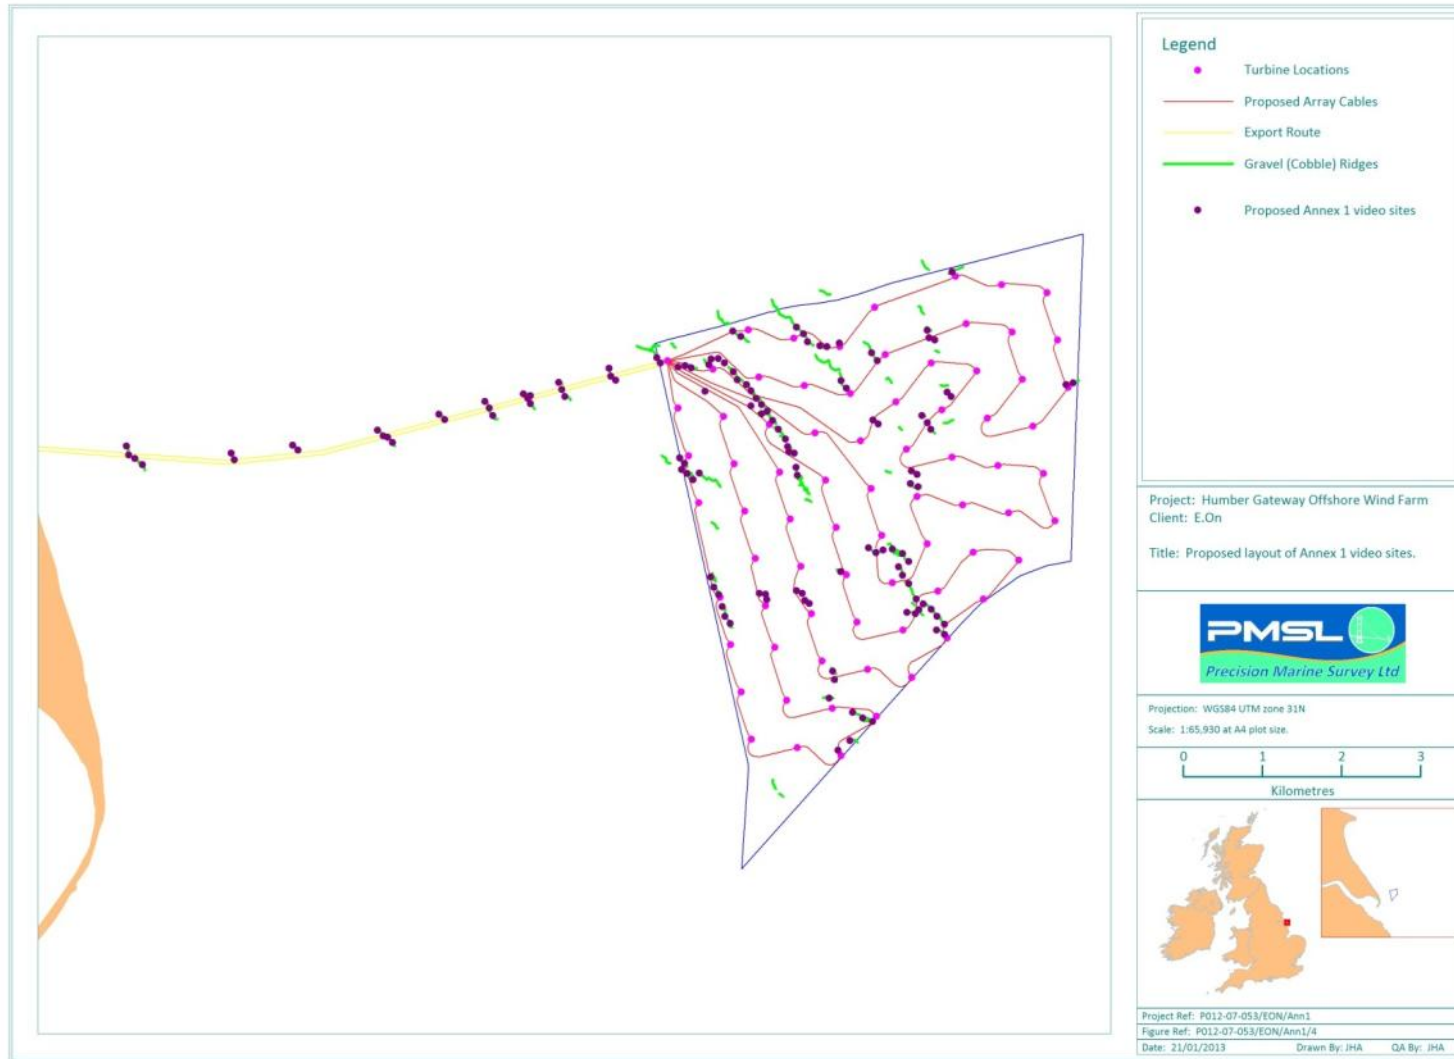 Legend
Turbine Locations
Proposed Array Cables
Export Route
Gravel (Cobble) Ridges
Proposed Annex 1 video sites
Project: Humber Gateway Offshore Wind Farm
Client: E.On
Title: Proposed layout of Annex 1 video sites.
PMSL
Precision Marine Survey Ltd
Projection: WGS84 UTM zone 31N
Scale: 1:65,930 at A4 plot size.
0 1 2 3
Kilometres
Project Ref: P012-07-053/EON/Ann1
Figure Ref: P012-07-053/EON/Ann1/4
Date: 21/01/2013 Drawn By: JHA QA By: JHA